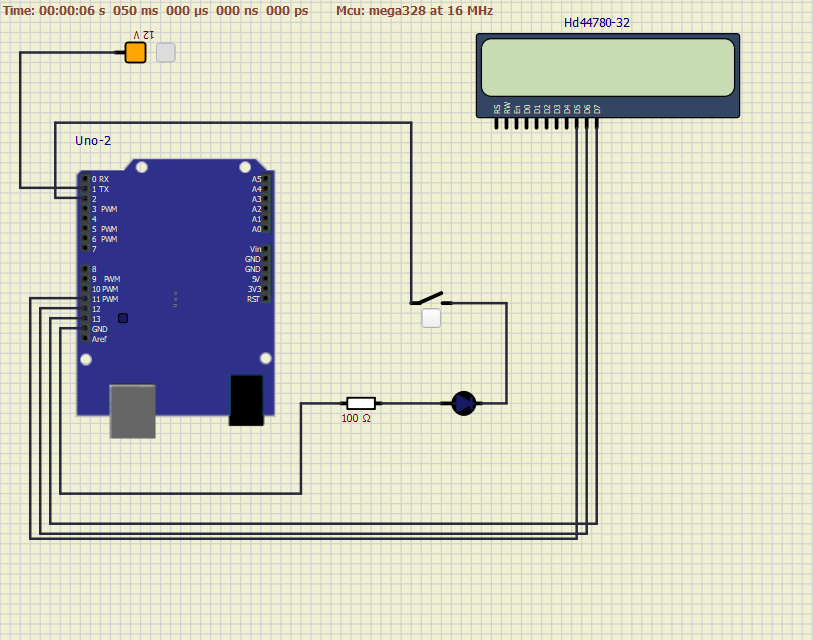 Time: 00:00:06 s 050 ms 000 µs 000 ns 000 ps Mcu: mega328 at 16 MHz
12 V
Hd44780-32
RS RW En D0 D1 D2 D3 D4 D5 D6 D7
Uno-2
0 RX A5
1 TX A4
2 A3
3 PWM A2
4 A1
5 PWM A0
6 PWM
7 Vin
GND
8 GND
9 PWM 5/
10 PWM 3V3
11 PWM RST
12
13
GND
Aref
100 Ω